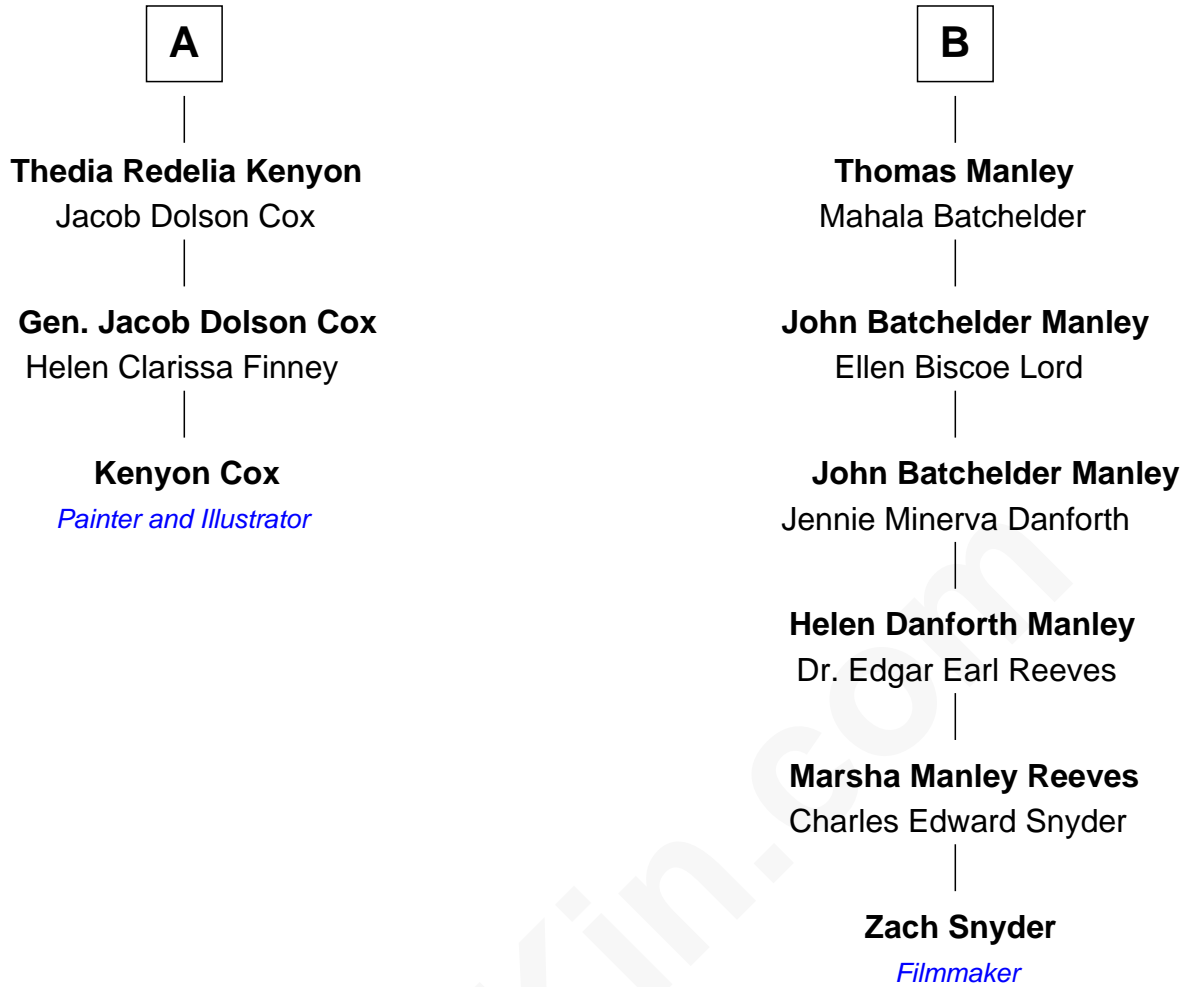 A
Thedia Redelia Kenyon
Jacob Dolson Cox
Gen. Jacob Dolson Cox
Helen Clarissa Finney
Kenyon Cox
Painter and Illustrator
B
Thomas Manley
Mahala Batchelder
John Batchelder Manley
Ellen Biscoe Lord
John Batchelder Manley
Jennie Minerva Danforth
Helen Danforth Manley
Dr. Edgar Earl Reeves
Marsha Manley Reeves
Charles Edward Snyder
Zach Snyder
Filmmaker